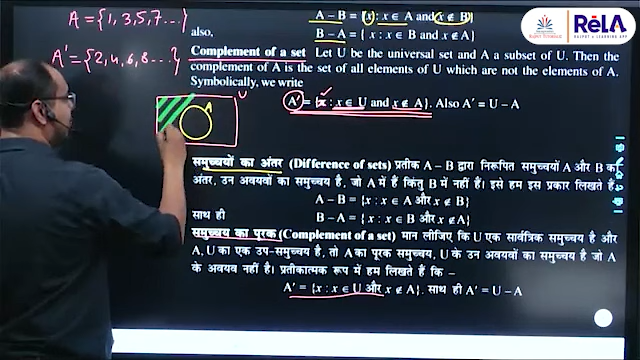 A = {1, 3, 5, 7 ...}
A' = {2, 4, 6, 8 ...}
U
A
A – B = {x : x ∈ A and x ∉ B}
also,
B – A = { x : x ∈ B and x ∉ A}
Complement of a set Let U be the universal set and A a subset of U. Then the
complement of A is the set of all elements of U which are not the elements of A.
Symbolically, we write
A' = {x : x ∈ U and x ∉ A}. Also A' = U – A
समुच्चयों का अंतर (Difference of sets) प्रतीक A – B द्वारा निरूपित समुच्चयों A और B का
अंतर, उन अवयवों का समुच्चय है, जो A में हैं किंतु B में नहीं है। इसे हम इस प्रकार लिखते हैं
A – B = {x : x ∈ A और x ∉ B}
साथ ही
B – A = {x : x ∈ B और x ∉ A}
समुच्चय का पूरक (Complement of a set) मान लीजिए कि U एक सार्वत्रिक समुच्चय है और
A, U का एक उप–समुच्चय है, तो A का पूरक समुच्चय, U के उन अवयवों का समुच्चय है जो A
के अवयव नहीं है। प्रतीकात्मक रूप में हम लिखते हैं कि –
A' = {x : x ∈ U और x ∉ A}. साथ ही A' = U – A
RELA